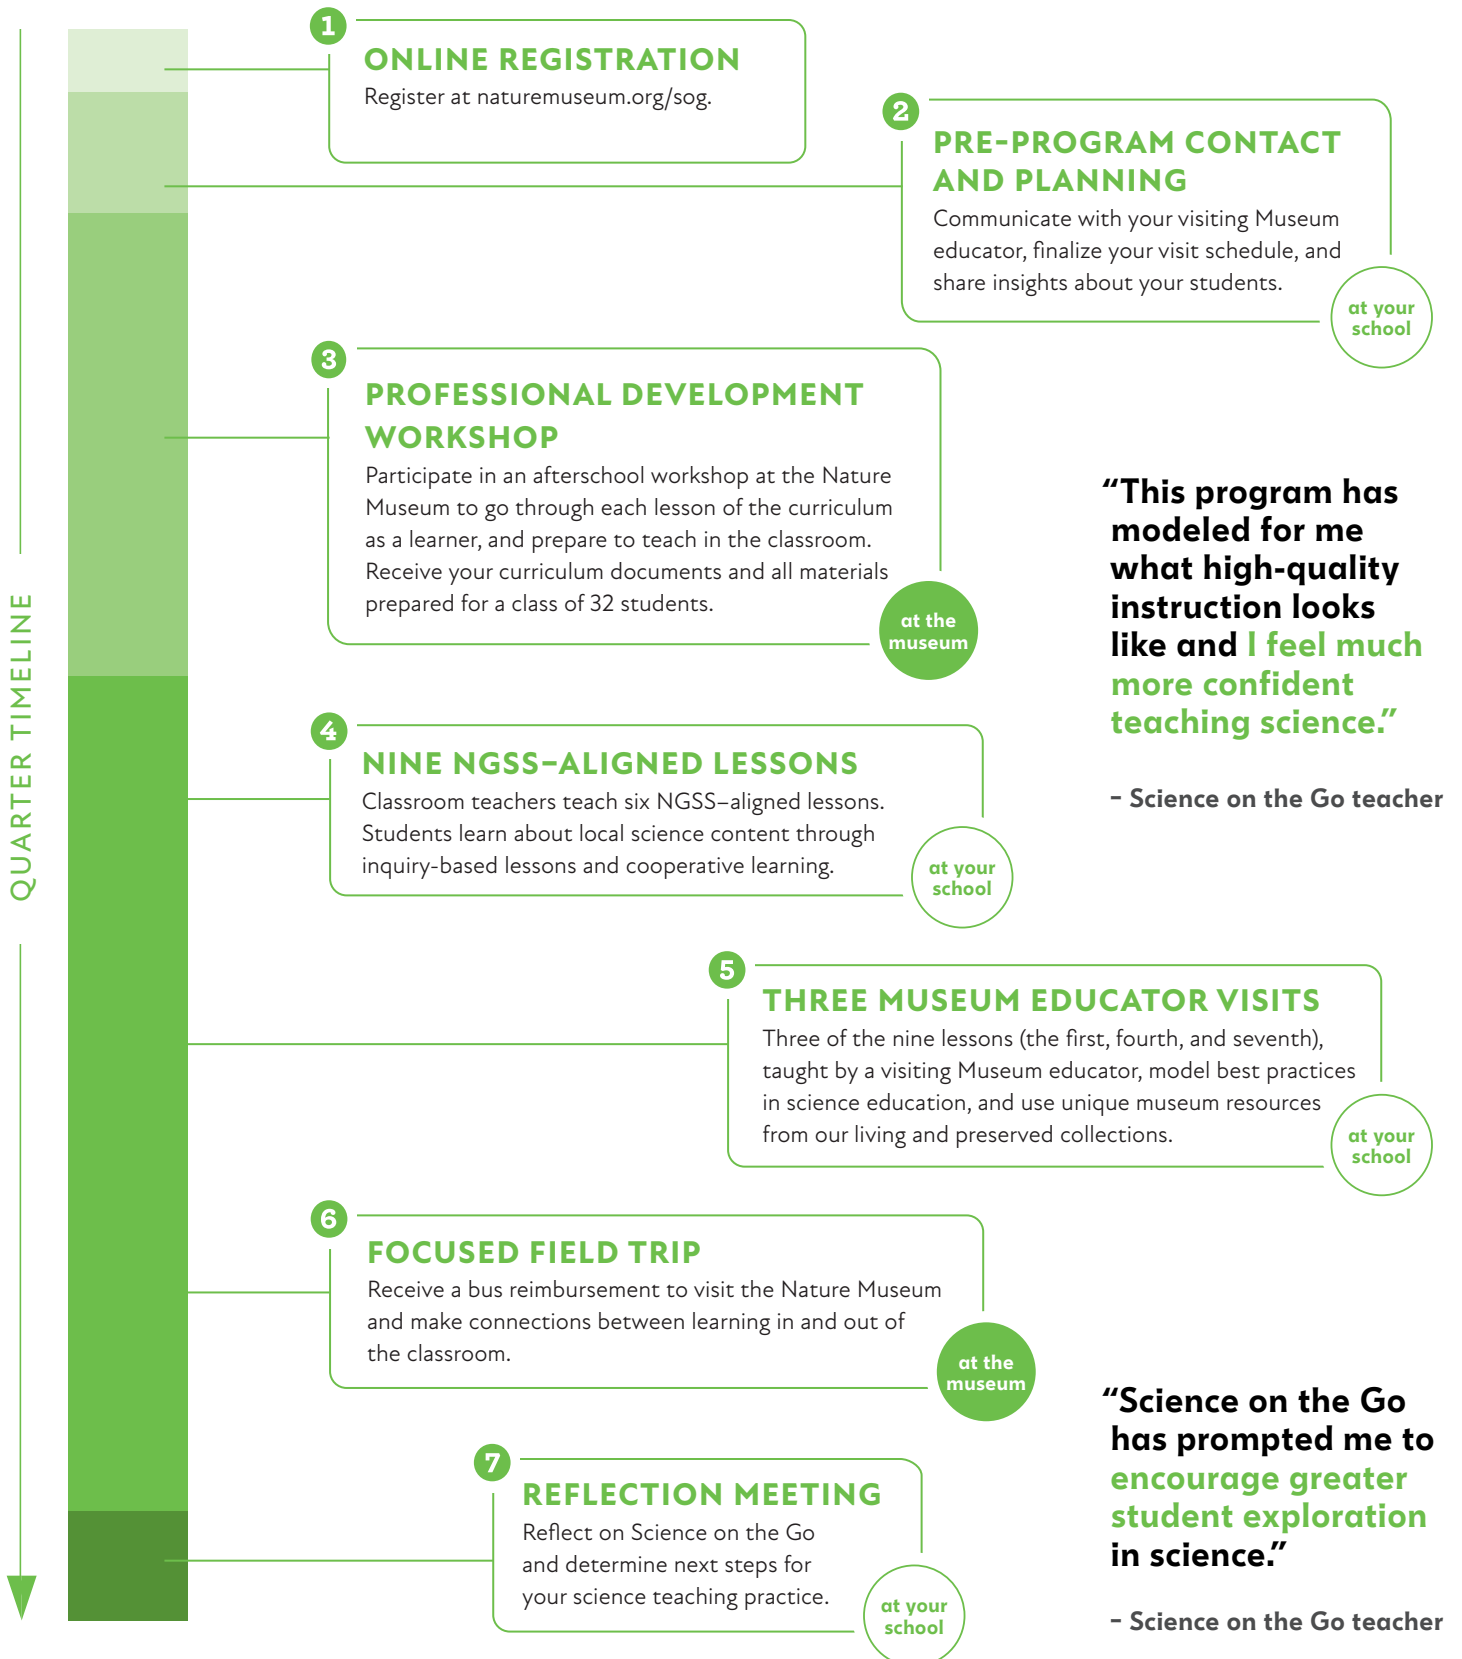 QUARTER TIMELINE
1
ONLINE REGISTRATION
Register at naturemuseum.org/sog.
2
PRE-PROGRAM CONTACT
AND PLANNING
Communicate with your visiting Museum
educator, finalize your visit schedule, and
share insights about your students.
at your
school
3
PROFESSIONAL DEVELOPMENT
WORKSHOP
Participate in an afterschool workshop at the Nature
Museum to go through each lesson of the curriculum
as a learner, and prepare to teach in the classroom.
Receive your curriculum documents and all materials
prepared for a class of 32 students.
at the
museum
“This program has
modeled for me
what high-quality
instruction looks
like and I feel much
more confident
teaching science.”
– Science on the Go teacher
4
NINE NGSS–ALIGNED LESSONS
Classroom teachers teach six NGSS–aligned lessons.
Students learn about local science content through
inquiry-based lessons and cooperative learning.
at your
school
5
THREE MUSEUM EDUCATOR VISITS
Three of the nine lessons (the first, fourth, and seventh),
taught by a visiting Museum educator, model best practices
in science education, and use unique museum resources
from our living and preserved collections.
at your
school
6
FOCUSED FIELD TRIP
Receive a bus reimbursement to visit the Nature Museum
and make connections between learning in and out of
the classroom.
at the
museum
7
REFLECTION MEETING
Reflect on Science on the Go
and determine next steps for
your science teaching practice.
at your
school
“Science on the Go
has prompted me to
encourage greater
student exploration
in science.”
– Science on the Go teacher